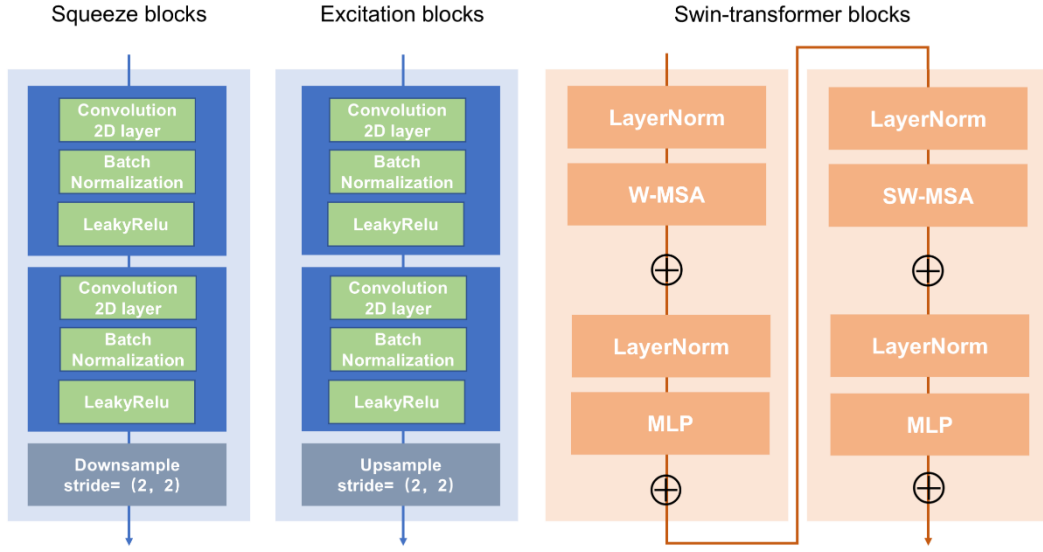 Squeeze blocks
Convolution
2D layer
Batch
Normalization
LeakyRelu
Convolution
2D layer
Batch
Normalization
LeakyRelu
Downsample
stride= (2, 2)
Excitation blocks
Convolution
2D layer
Batch
Normalization
LeakyRelu
Convolution
2D layer
Batch
Normalization
LeakyRelu
Upsample
stride= (2, 2)
Swin-transformer blocks
LayerNorm
W-MSA
LayerNorm
MLP
LayerNorm
SW-MSA
LayerNorm
MLP